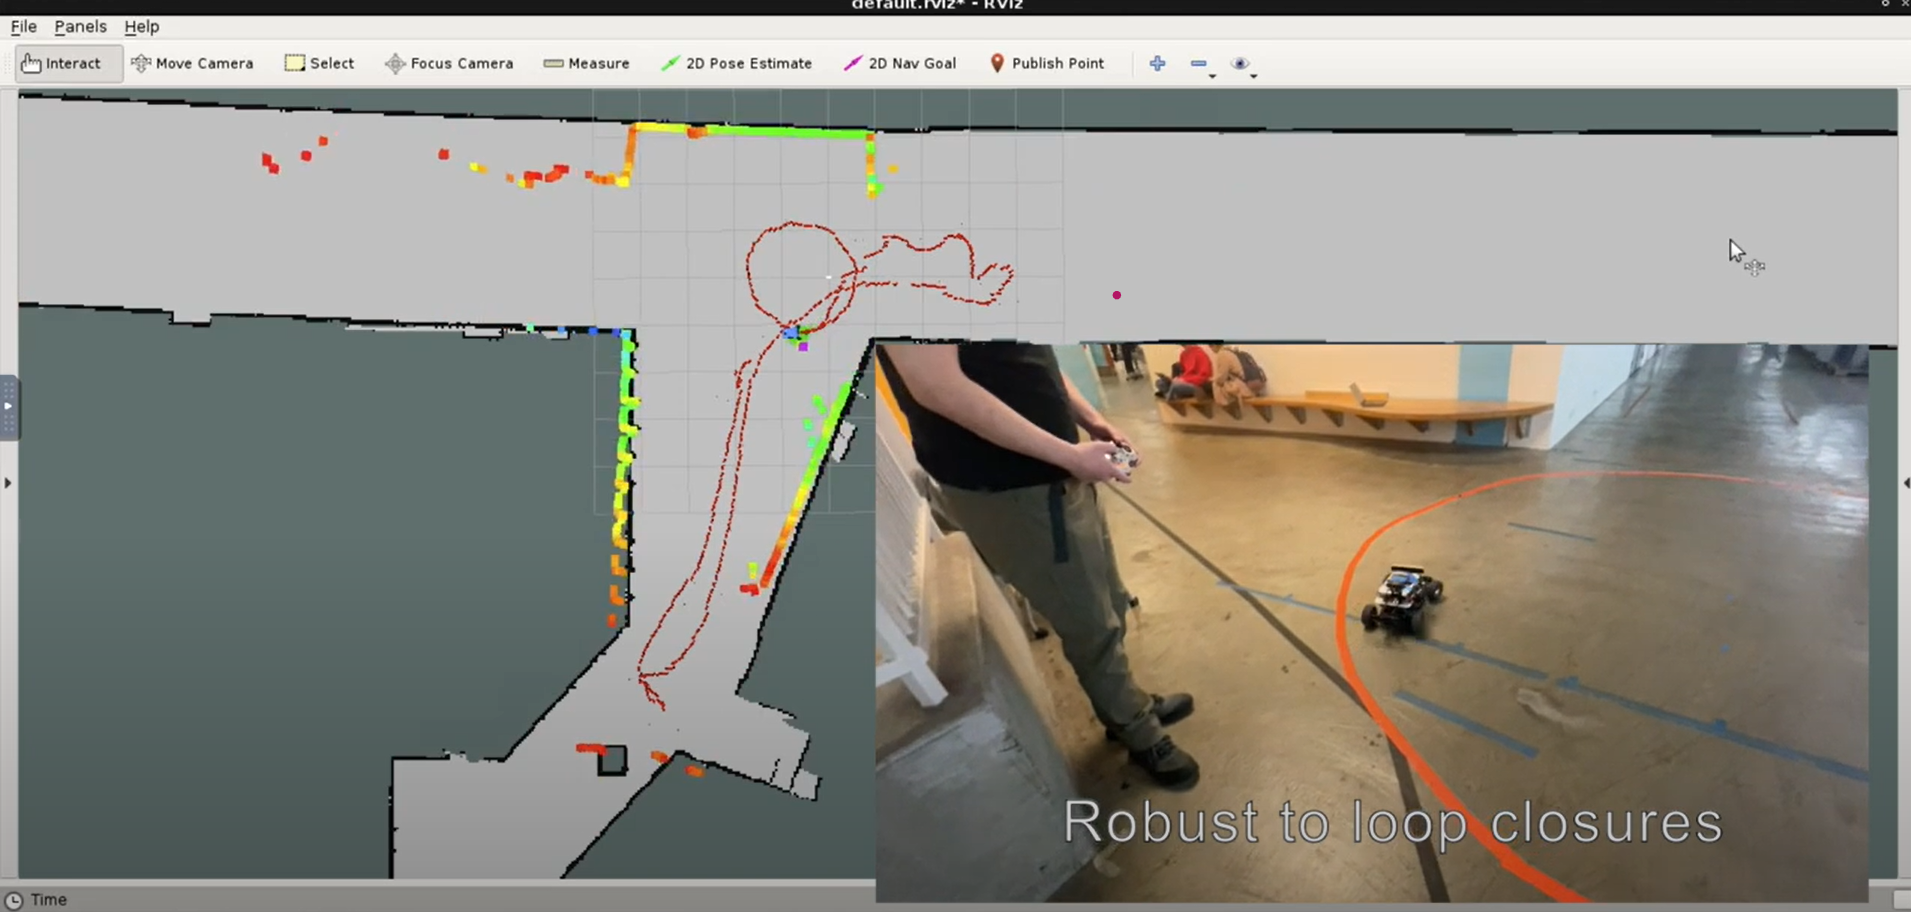 default.rviz* - RViz
File Panels Help
Interact Move Camera Select Focus Camera Measure 2D Pose Estimate 2D Nav Goal Publish Point
Robust to loop closures
Time